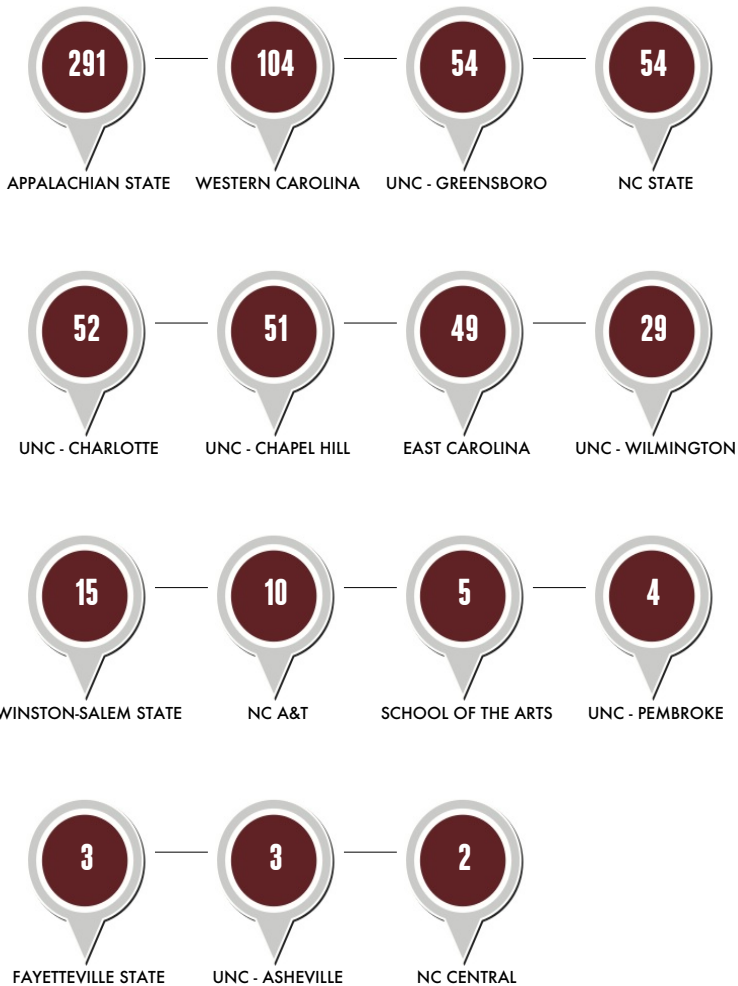 291 104 54 54
APPALACHIAN STATE WESTERN CAROLINA UNC - GREENSBORO NC STATE
52 51 49 29
UNC - CHARLOTTE UNC - CHAPEL HILL EAST CAROLINA UNC - WILMINGTON
15 10 5 4
WINSTON-SALEM STATE NC A&T SCHOOL OF THE ARTS UNC - PEMBROKE
3 3 2
FAYETTEVILLE STATE UNC - ASHEVILLE NC CENTRAL